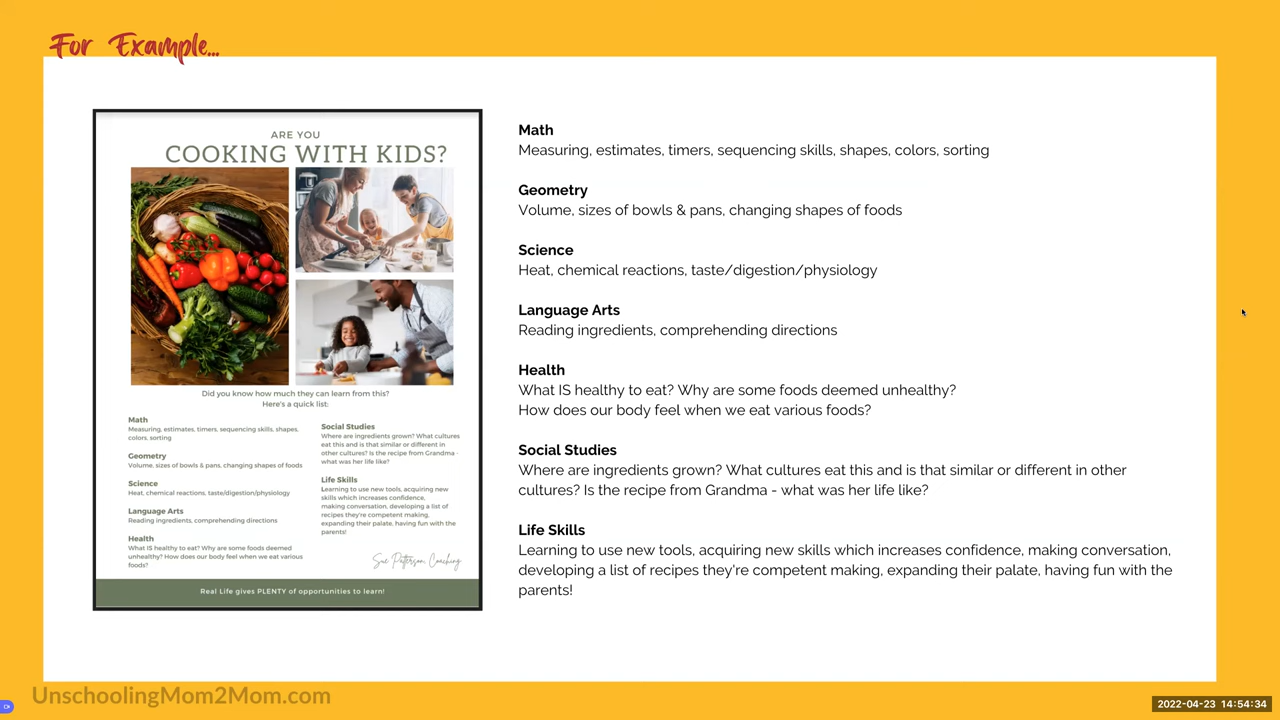 For Example...
ARE YOU
COOKING WITH KIDS?
Did you know how much they can learn from this?
Here's a quick list:
Math
Measuring, estimates, timers, sequencing skills, shapes,
colors, sorting
Geometry
Volume, sizes of bowls & pans, changing shapes of foods
Science
Heat, chemical reactions, taste/digestion/physiology
Language Arts
Reading ingredients, comprehending directions
Health
What IS healthy to eat? Why are some foods deemed
unhealthy? How does our body feel when we eat various
foods?
Social Studies
Where are ingredients grown? What cultures
eat this and is that similar or different in
other cultures? Is the recipe from Grandma -
what was her life like?
Life Skills
Learning to use new tools, acquiring new
skills which increases confidence,
making conversation, developing a list of
recipes they're competent making,
expanding their palate, having fun with the
parents!
Sue Patterson, Coaching
Real Life gives PLENTY of opportunities to learn!
Math
Measuring, estimates, timers, sequencing skills, shapes, colors, sorting
Geometry
Volume, sizes of bowls & pans, changing shapes of foods
Science
Heat, chemical reactions, taste/digestion/physiology
Language Arts
Reading ingredients, comprehending directions
Health
What IS healthy to eat? Why are some foods deemed unhealthy?
How does our body feel when we eat various foods?
Social Studies
Where are ingredients grown? What cultures eat this and is that similar or different in other
cultures? Is the recipe from Grandma - what was her life like?
Life Skills
Learning to use new tools, acquiring new skills which increases confidence, making conversation,
developing a list of recipes they're competent making, expanding their palate, having fun with the
parents!
UnschoolingMom2Mom.com
2022-04-23 14:54:34